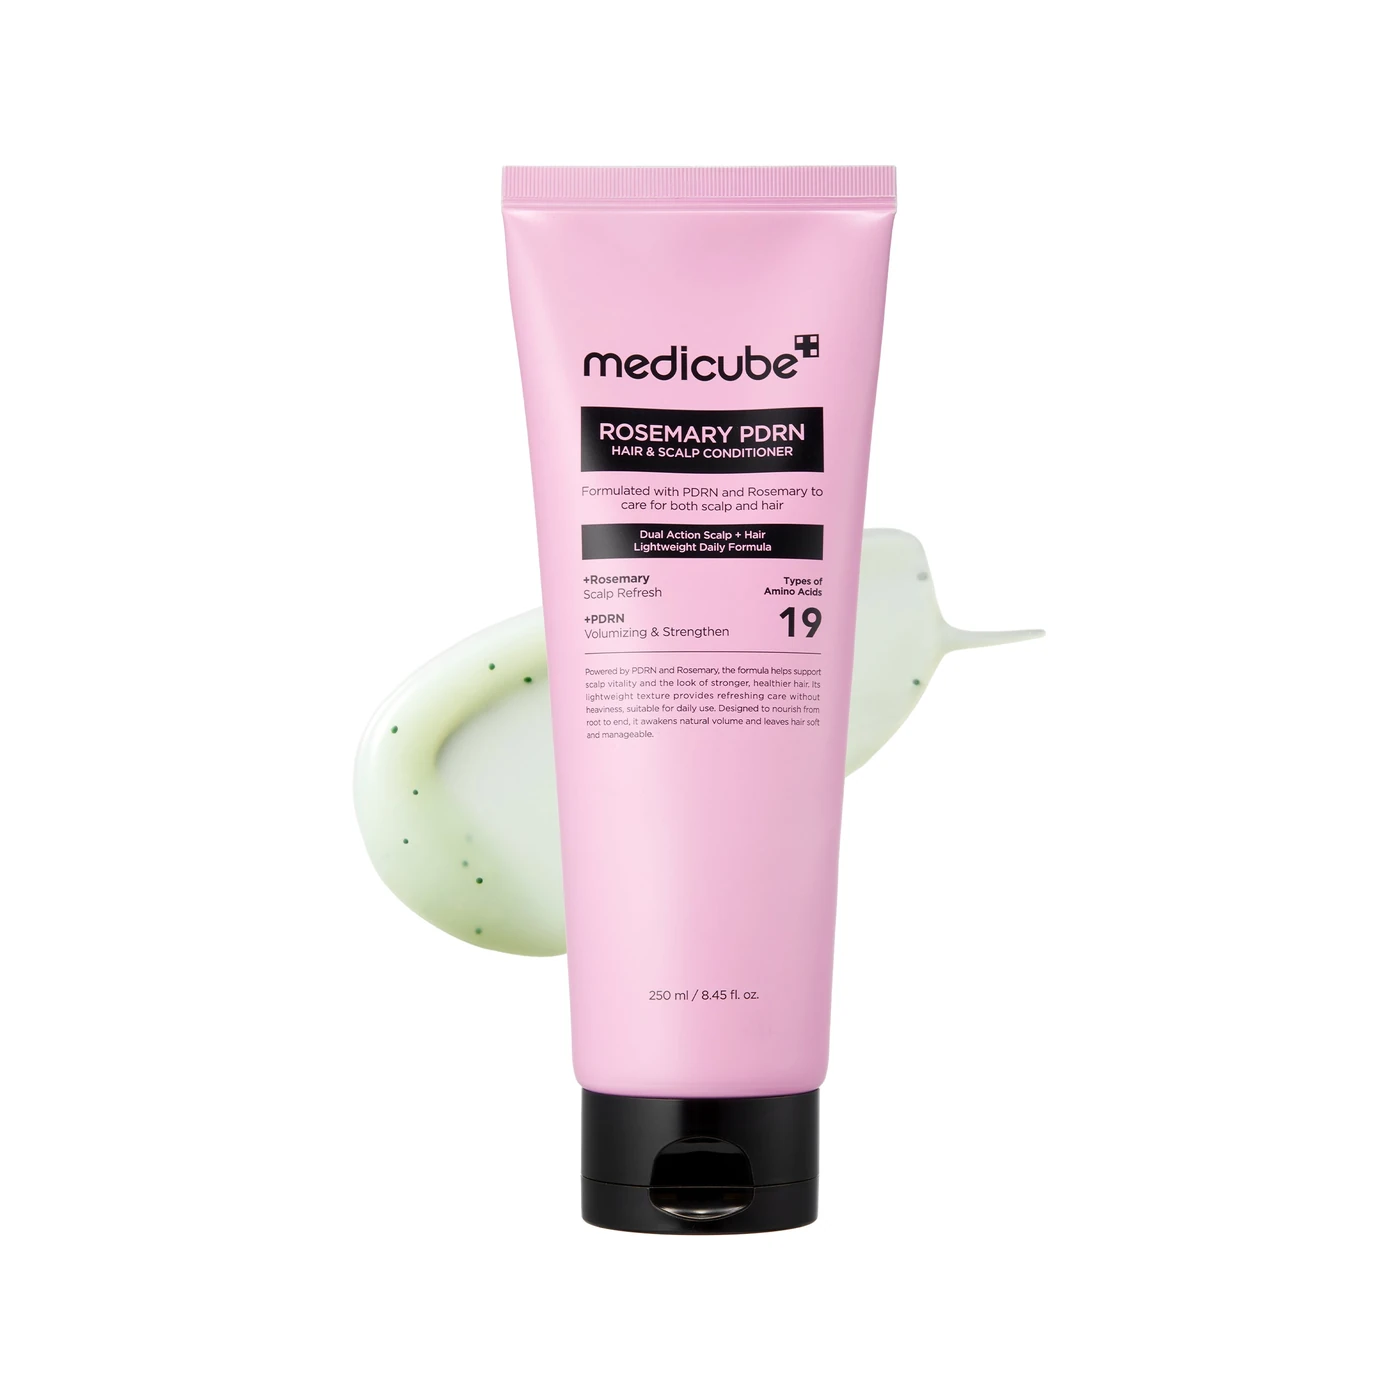 medicube
ROSEMARY PDRN
HAIR & SCALP CONDITIONER
Formulated with PDRN and Rosemary to
care for both scalp and hair
Dual Action Scalp + Hair
Lightweight Daily Formula
+Rosemary
Scalp Refresh
+PDRN
Volumizing & Strengthen
Types of
Amino Acids
19
Powered by PDRN and Rosemary, the formula helps support
scalp vitality and the look of stronger, healthier hair. Its
lightweight texture provides refreshing care without
heaviness, suitable for daily use. Designed to nourish from
root to end, it awakens natural volume and leaves hair soft
and manageable.
250 ml / 8.45 fl. oz.